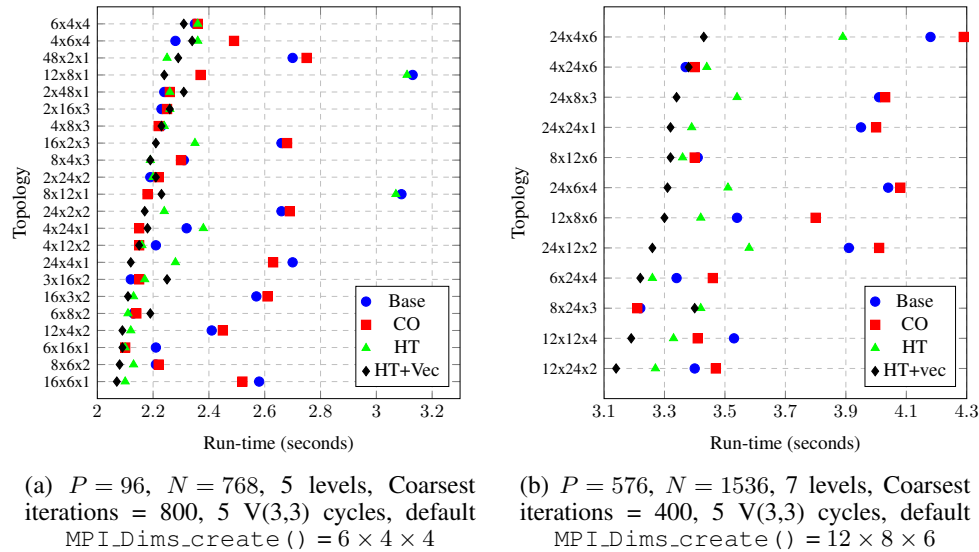 Topology
6x4x4
4x6x4
48x2x1
12x8x1
2x48x1
2x16x3
4x8x3
16x2x3
8x4x3
2x24x2
8x12x1
24x2x2
4x24x1
4x12x2
24x4x1
3x16x2
16x3x2
6x8x2
12x4x2
6x16x1
8x6x2
16x6x1
Base
CO
HT
HT+Vec
2 2.2 2.4 2.6 2.8 3 3.2
Run-time (seconds)
(a) P = 96, N = 768, 5 levels, Coarsest
iterations = 800, 5 V(3,3) cycles, default
MPI_Dims_create() = 6 × 4 × 4
Topology
24x4x6
4x24x6
24x8x3
24x24x1
8x12x6
24x6x4
12x8x6
24x12x2
6x24x4
8x24x3
12x12x4
12x24x2
Base
CO
HT
HT+vec
3.1 3.3 3.5 3.7 3.9 4.1 4.3
Run-time (seconds)
(b) P = 576, N = 1536, 7 levels, Coarsest
iterations = 400, 5 V(3,3) cycles, default
MPI_Dims_create() = 12 × 8 × 6